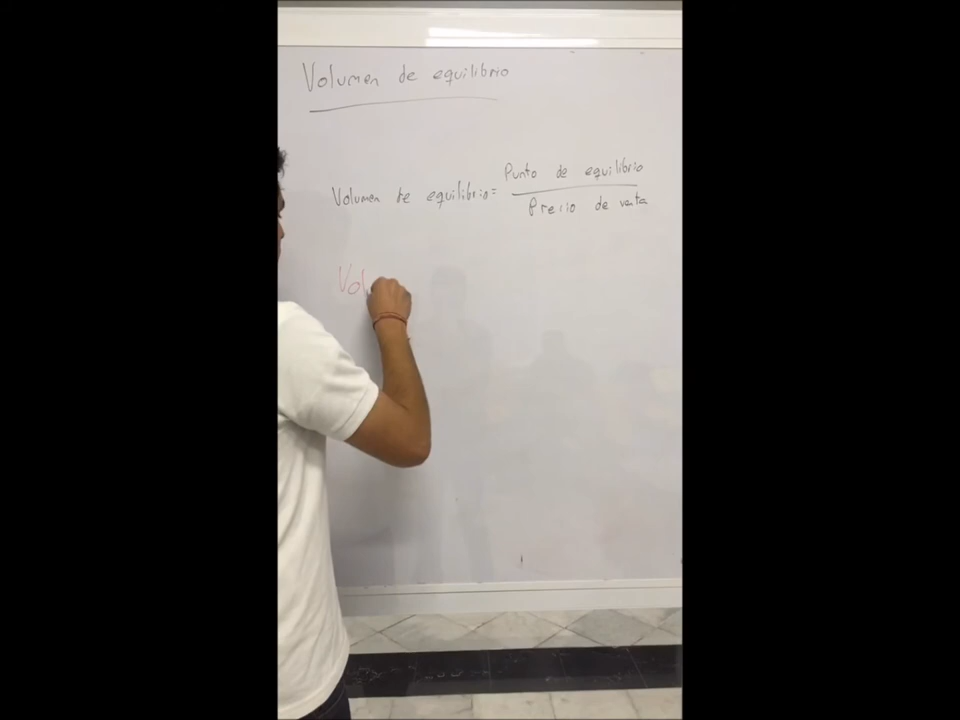 Volumen de equilibrio
Punto de equilibrio
Volumen de equilibrio=
Precio de venta
Vol